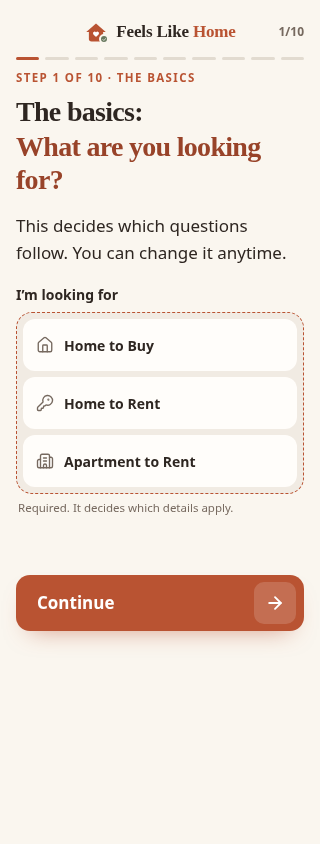 Feels Like Home
1/10
STEP 1 OF 10 · THE BASICS
The basics:
What are you looking
for?
This decides which questions
follow. You can change it anytime.
I’m looking for
Home to Buy
Home to Rent
Apartment to Rent
Required. It decides which details apply.
Continue